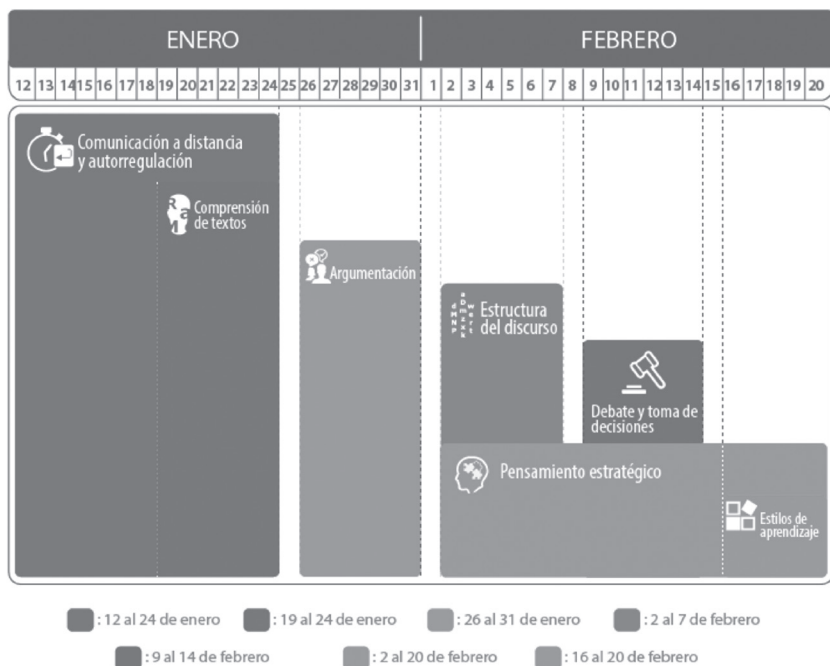 ENERO FEBRERO
12 13 14 15 16 17 18 19 20 21 22 23 24 25 26 27 28 29 30 31 1 2 3 4 5 6 7 8 9 10 11 12 13 14 15 16 17 18 19 20
Comunicación a distancia
y autorregulación
Comprensión
de textos
Argumentación
Estructura
del discurso
Debate y toma de
decisiones
Pensamiento estratégico
Estilos de
aprendizaje
: 12 al 24 de enero : 19 al 24 de enero : 26 al 31 de enero : 2 al 7 de febrero
: 9 al 14 de febrero : 2 al 20 de febrero : 16 al 20 de febrero